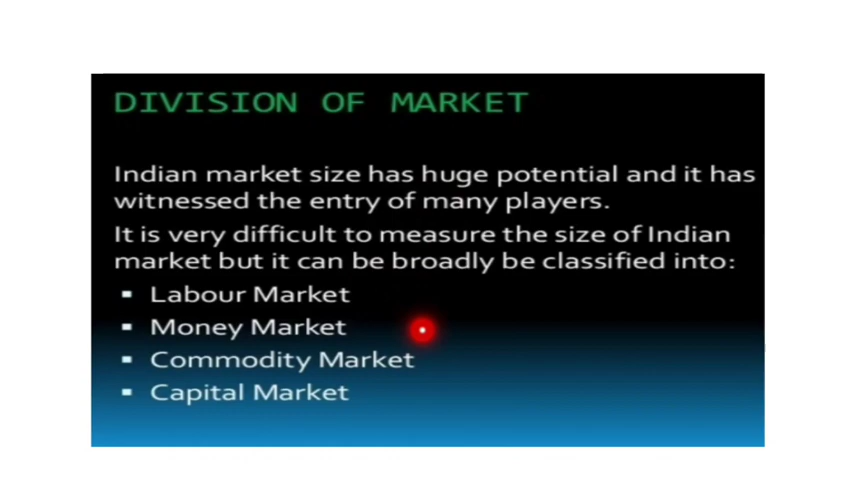 DIVISION OF MARKET
Indian market size has huge potential and it has
witnessed the entry of many players.
It is very difficult to measure the size of Indian
market but it can be broadly be classified into:
▪ Labour Market
▪ Money Market
▪ Commodity Market
▪ Capital Market